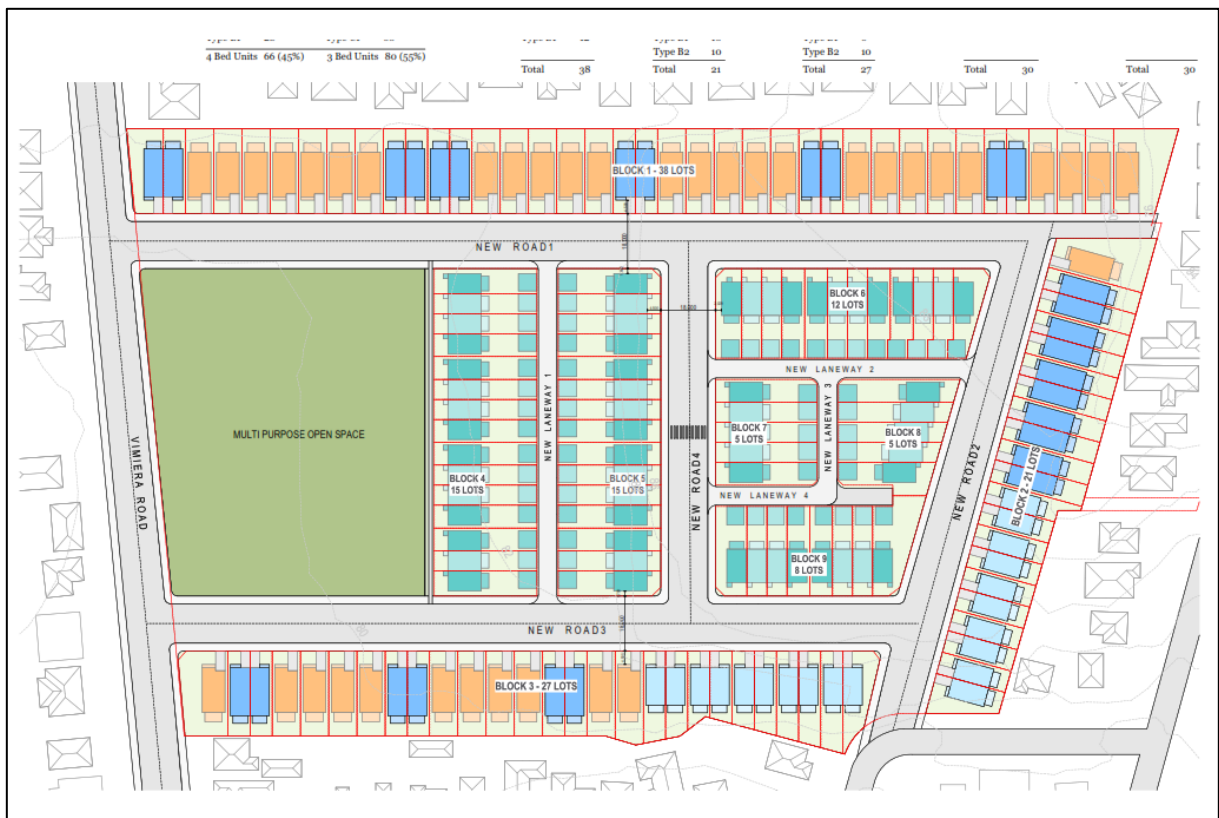 4 Bed Units 66 (45%) 3 Bed Units 80 (55%)
Total 38
Type B2 10
Total 21
Type B2 10
Total 27
Total 30
Total 30
BLOCK 1 - 38 LOTS
NEW ROAD1
BLOCK 6
12 LOTS
NEW LANEWAY 2
NEW LANEWAY 1
MULTI PURPOSE OPEN SPACE
VIMIERA ROAD
BLOCK 4
15 LOTS
BLOCK 5
15 LOTS
NEW ROAD4
BLOCK 7
5 LOTS
NEW LANEWAY 3
BLOCK 8
5 LOTS
NEW LANEWAY 4
NEW ROAD2
BLOCK 2 - 21 LOTS
BLOCK 9
8 LOTS
NEW ROAD3
BLOCK 3 - 27 LOTS